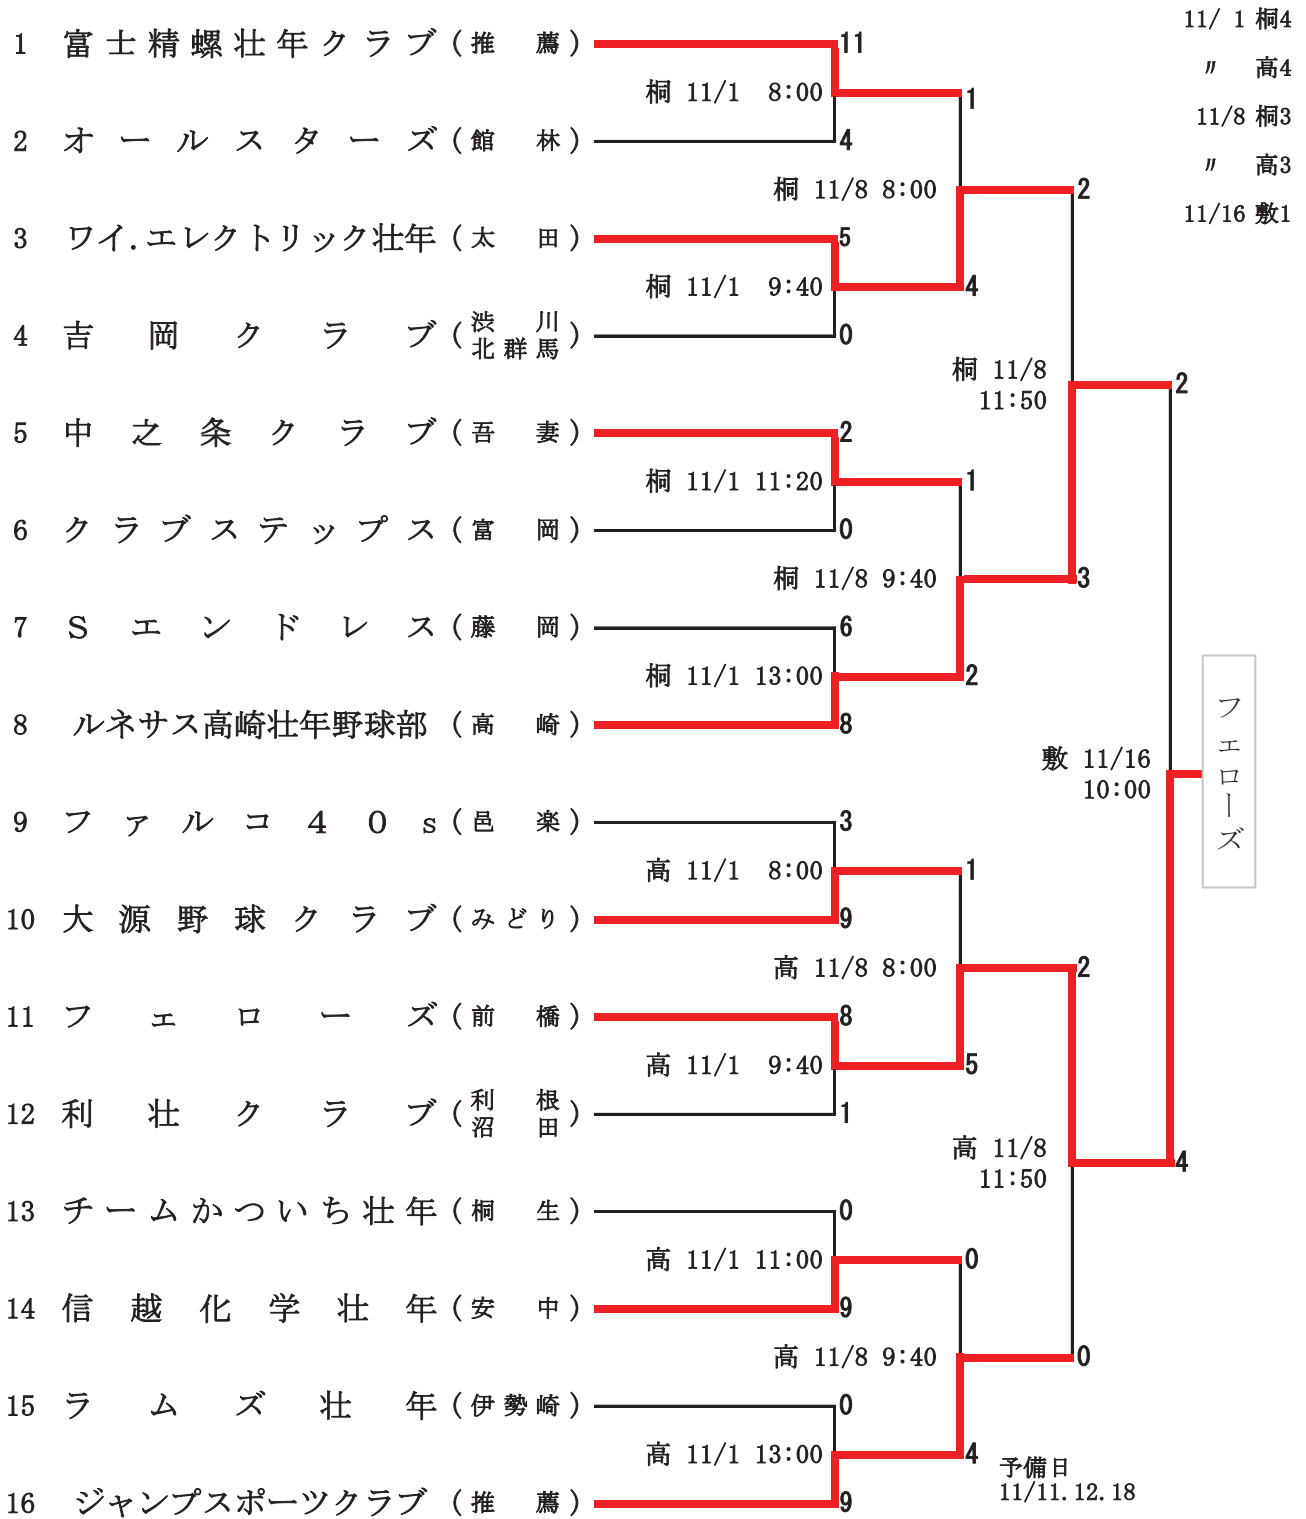 1 富士精螺壮年クラブ(推薦) 11
桐 11/1 8:00
1
2 オールスターズ(館林) 4
桐 11/8 8:00
2
3 ワイ.エレクトリック壮年(太田) 5
桐 11/1 9:40
4
4 吉岡クラブ(渋川北群馬) 0
桐 11/8
11:50
2
5 中之条クラブ(吾妻) 2
桐 11/1 11:20
1
6 クラブステップス(富岡) 0
桐 11/8 9:40
3
7 Sエンドレス(藤岡) 6
桐 11/1 13:00
2
8 ルネサス高崎壮年野球部(高崎) 8
敷 11/16
10:00
フェローズ
9 ファルコ40s(邑楽) 3
高 11/1 8:00
1
10 大源野球クラブ(みどり) 9
高 11/8 8:00
2
11 フェローズ(前橋) 8
高 11/1 9:40
5
12 利壮クラブ(利根沼田) 1
高 11/8
11:50
4
13 チームかついち壮年(桐生) 0
高 11/1 11:00
0
14 信越化学壮年(安中) 9
高 11/8 9:40
0
15 ラムズ壮年(伊勢崎) 0
高 11/1 13:00
4
16 ジャンプスポーツクラブ(推薦) 9
11/ 1 桐4
〃 高4
11/8 桐3
〃 高3
11/16 敷1
予備日
11/11.12.18